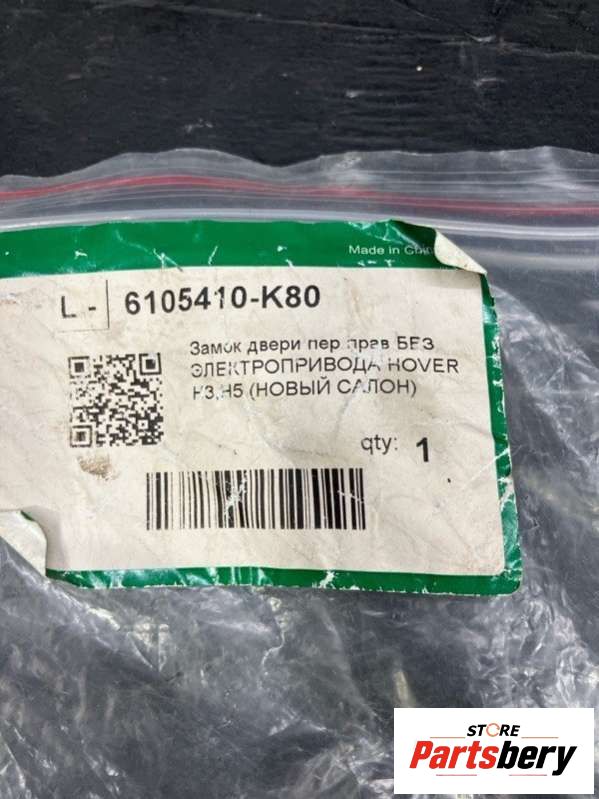 Made in China
L - 6105410-K80
Замок двери пер прав БЕЗ
ЭЛЕКТРОПРИВОДА HOVER
H3,H5 (НОВЫЙ САЛОН)
qty: 1
STORE
Partsbery